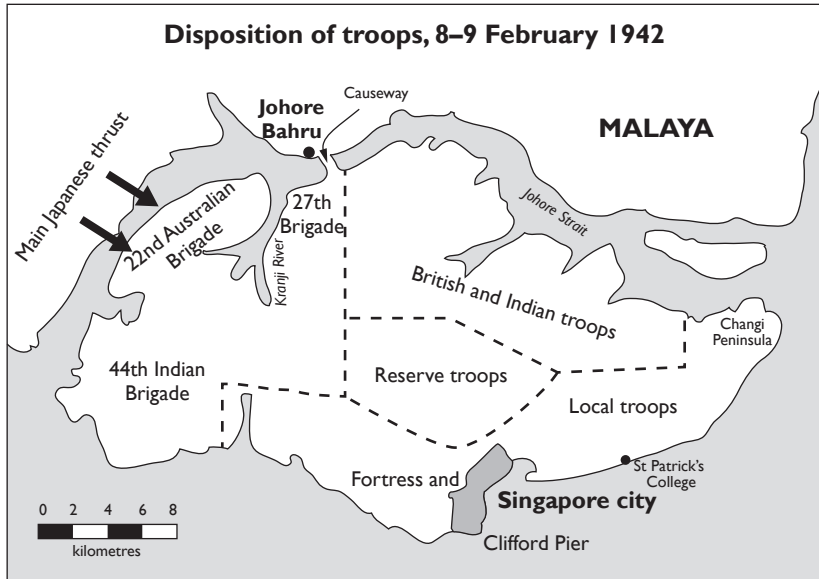 Disposition of troops, 8–9 February 1942
Causeway
Johore
Bahru
MALAYA
Main Japanese thrust
22nd Australian
Brigade
27th
Brigade
Kranji River
Johore Strait
British and Indian troops
Changi
Peninsula
44th Indian
Brigade
Reserve troops
Local troops
St Patrick's
College
Fortress and
Singapore city
Clifford Pier
0 2 4 6 8
kilometres